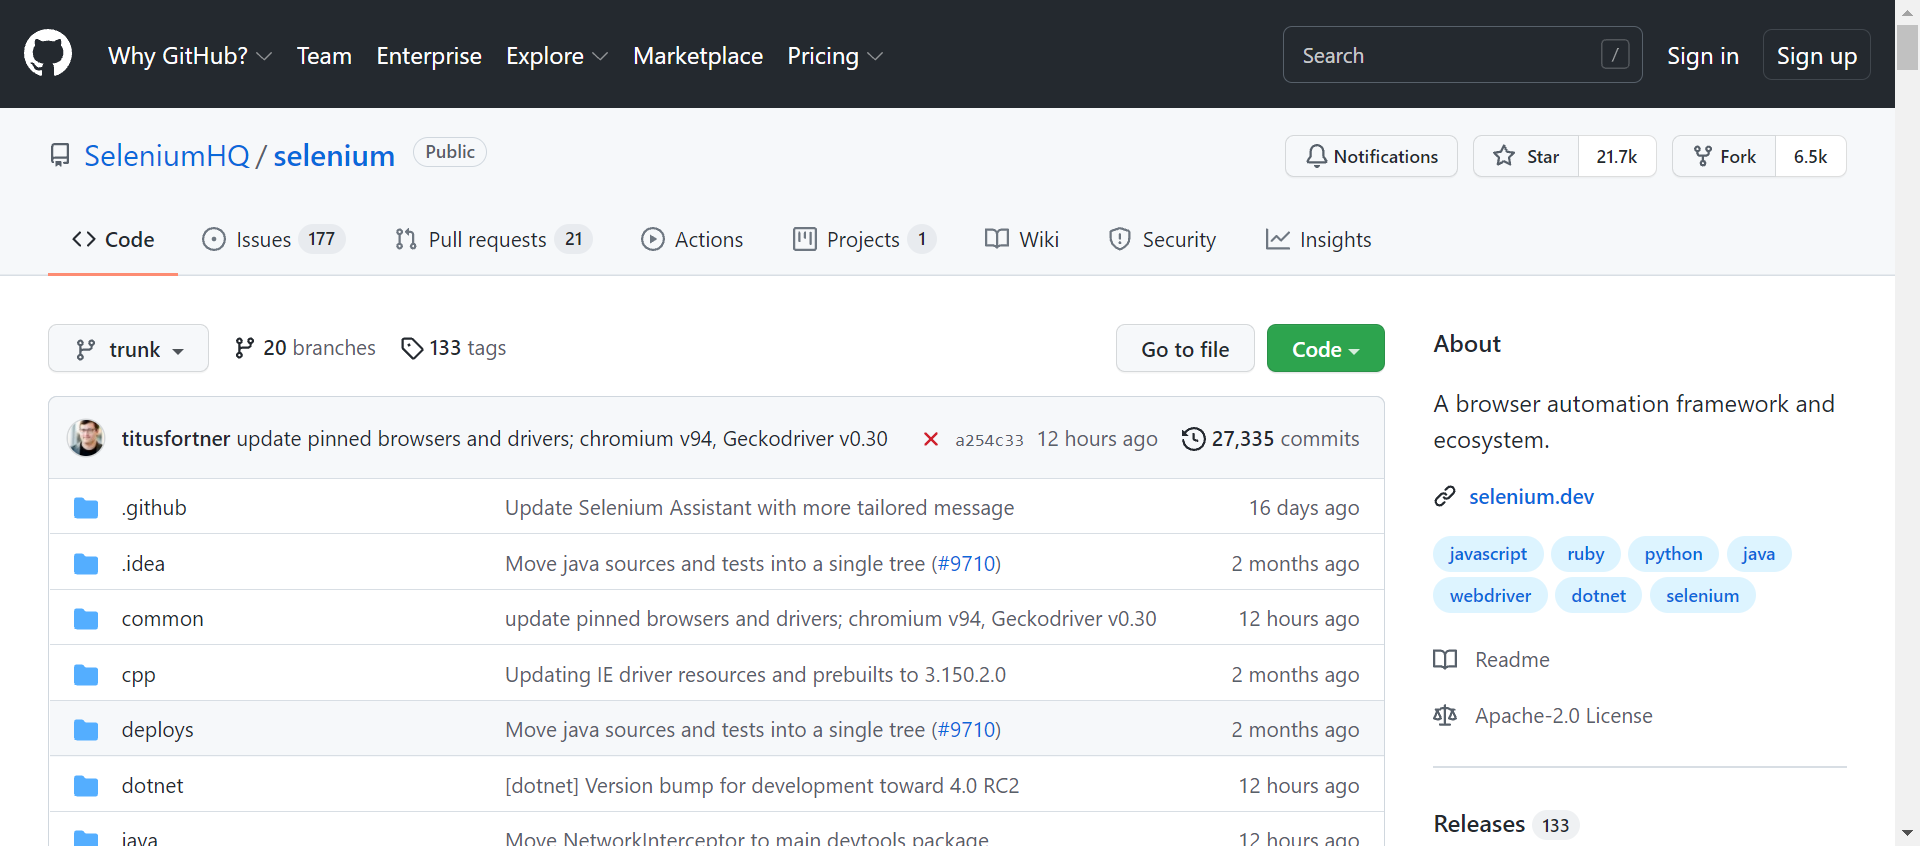 Why GitHub? Team Enterprise Explore Marketplace Pricing Search / Sign in Sign up
SeleniumHQ / selenium Public Notifications Star 21.7k Fork 6.5k
Code Issues 177 Pull requests 21 Actions Projects 1 Wiki Security Insights
trunk 20 branches 133 tags Go to file Code
titusfortner update pinned browsers and drivers; chromium v94, Geckodriver v0.30 a254c33 12 hours ago 27,335 commits
.github Update Selenium Assistant with more tailored message 16 days ago
.idea Move java sources and tests into a single tree (#9710) 2 months ago
common update pinned browsers and drivers; chromium v94, Geckodriver v0.30 12 hours ago
cpp Updating IE driver resources and prebuilts to 3.150.2.0 2 months ago
deploys Move java sources and tests into a single tree (#9710) 2 months ago
dotnet [dotnet] Version bump for development toward 4.0 RC2 12 hours ago
java Move NetworkInterceptor to main devtools package 12 hours ago
About
A browser automation framework and
ecosystem.
selenium.dev
javascript ruby python java
webdriver dotnet selenium
Readme
Apache-2.0 License
Releases 133